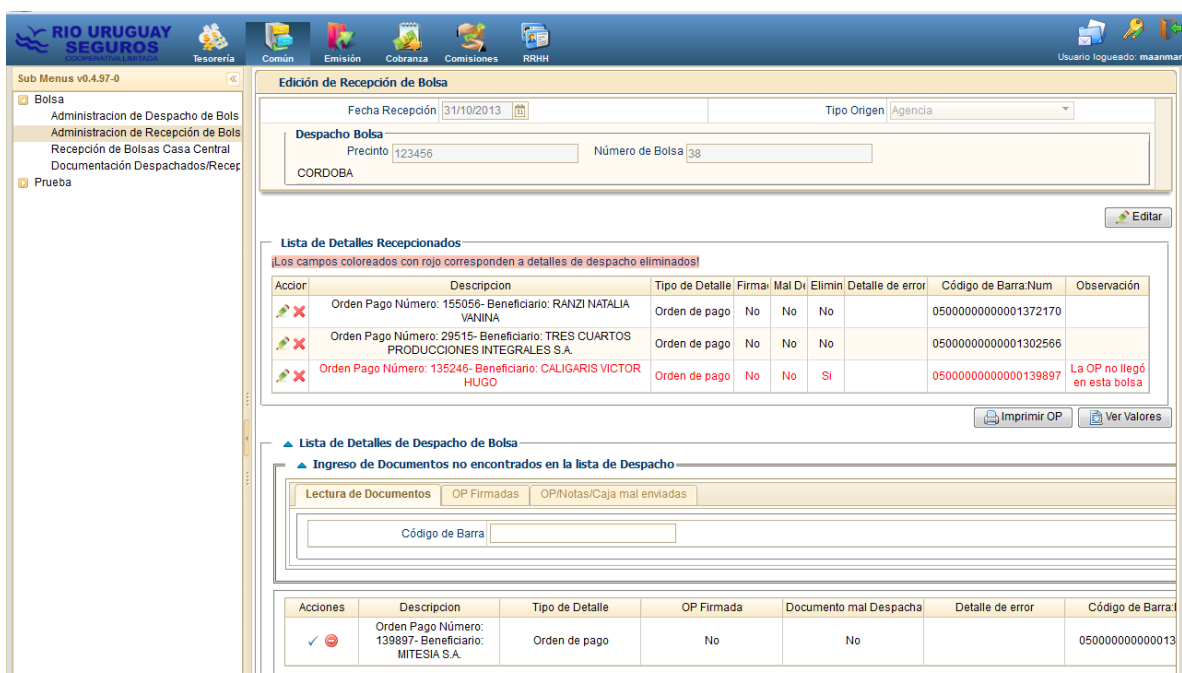 RIO URUGUAY
SEGUROS
COOPERATIVA LIMITADA
Tesorería
Común
Emisión
Cobranza
Comisiones
RRHH
Usuario logueado: maanmar
Sub Menus v0.4.97-0
Bolsa
Administracion de Despacho de Bols
Administracion de Recepción de Bols
Recepción de Bolsas Casa Central
Documentación Despachados/Recep
Prueba
Edición de Recepción de Bolsa
Fecha Recepción 31/10/2013 Tipo Origen Agencia
Despacho Bolsa
Precinto 123456 Número de Bolsa 38
CORDOBA
Editar
Lista de Detalles Recepcionados
¡Los campos coloreados con rojo corresponden a detalles de despacho eliminados!
Accior Descripcion Tipo de Detalle Firma Mal De Elimin Detalle de error Código de Barra:Num Observación
Orden Pago Número: 155056- Beneficiario: RANZI NATALIA
VANINA
Orden de pago No No No 05000000000001372170
Orden Pago Número: 29515- Beneficiario: TRES CUARTOS
PRODUCCIONES INTEGRALES S.A.
Orden de pago No No No 05000000000001302566
Orden Pago Número: 135246- Beneficiario: CALIGARIS VICTOR
HUGO
Orden de pago No No Si 05000000000000139897
La OP no llegó
en esta bolsa
Imprimir OP Ver Valores
Lista de Detalles de Despacho de Bolsa
Ingreso de Documentos no encontrados en la lista de Despacho
Lectura de Documentos OP Firmadas OP/Notas/Caja mal enviadas
Código de Barra
Acciones Descripcion Tipo de Detalle OP Firmada Documento mal Despacha Detalle de error Código de Barra:
Orden Pago Número:
139897- Beneficiario:
MITESIA S.A.
Orden de pago No No 050000000000013